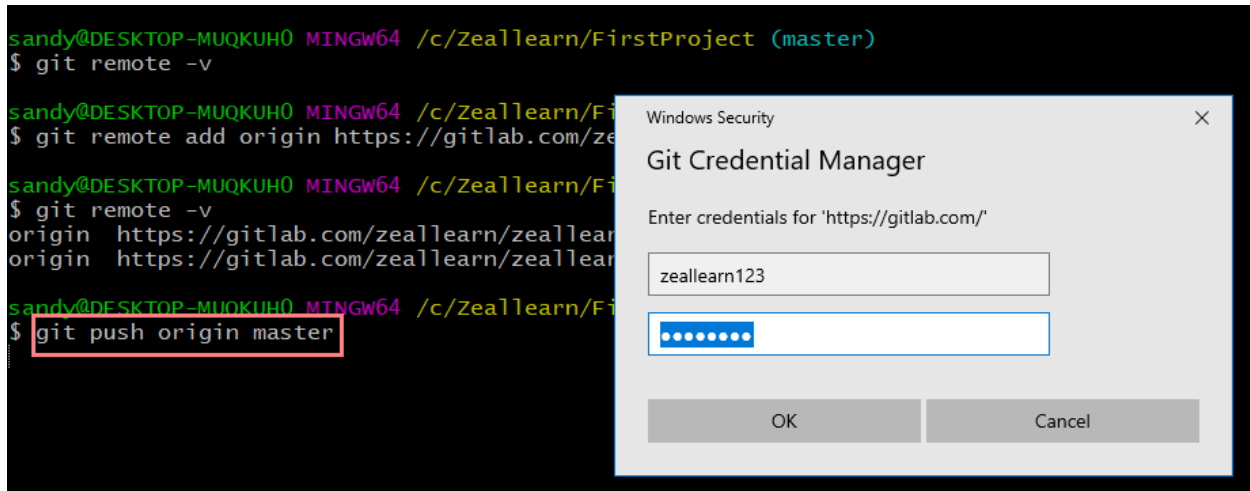 sandy@DESKTOP-MUQKUH0 MINGW64 /c/Zeallearn/FirstProject (master)
$ git remote -v
sandy@DESKTOP-MUQKUH0 MINGW64 /c/Zeallearn/Fi
$ git remote add origin https://gitlab.com/ze
sandy@DESKTOP-MUQKUH0 MINGW64 /c/Zeallearn/Fi
$ git remote -v
origin https://gitlab.com/zeallearn/zeallear
origin https://gitlab.com/zeallearn/zeallear
sandy@DESKTOP-MUQKUH0 MINGW64 /c/Zeallearn/Fi
$ git push origin master
Windows Security
Git Credential Manager
Enter credentials for 'https://gitlab.com/'
zeallearn123
●●●●●●●●
OK
Cancel